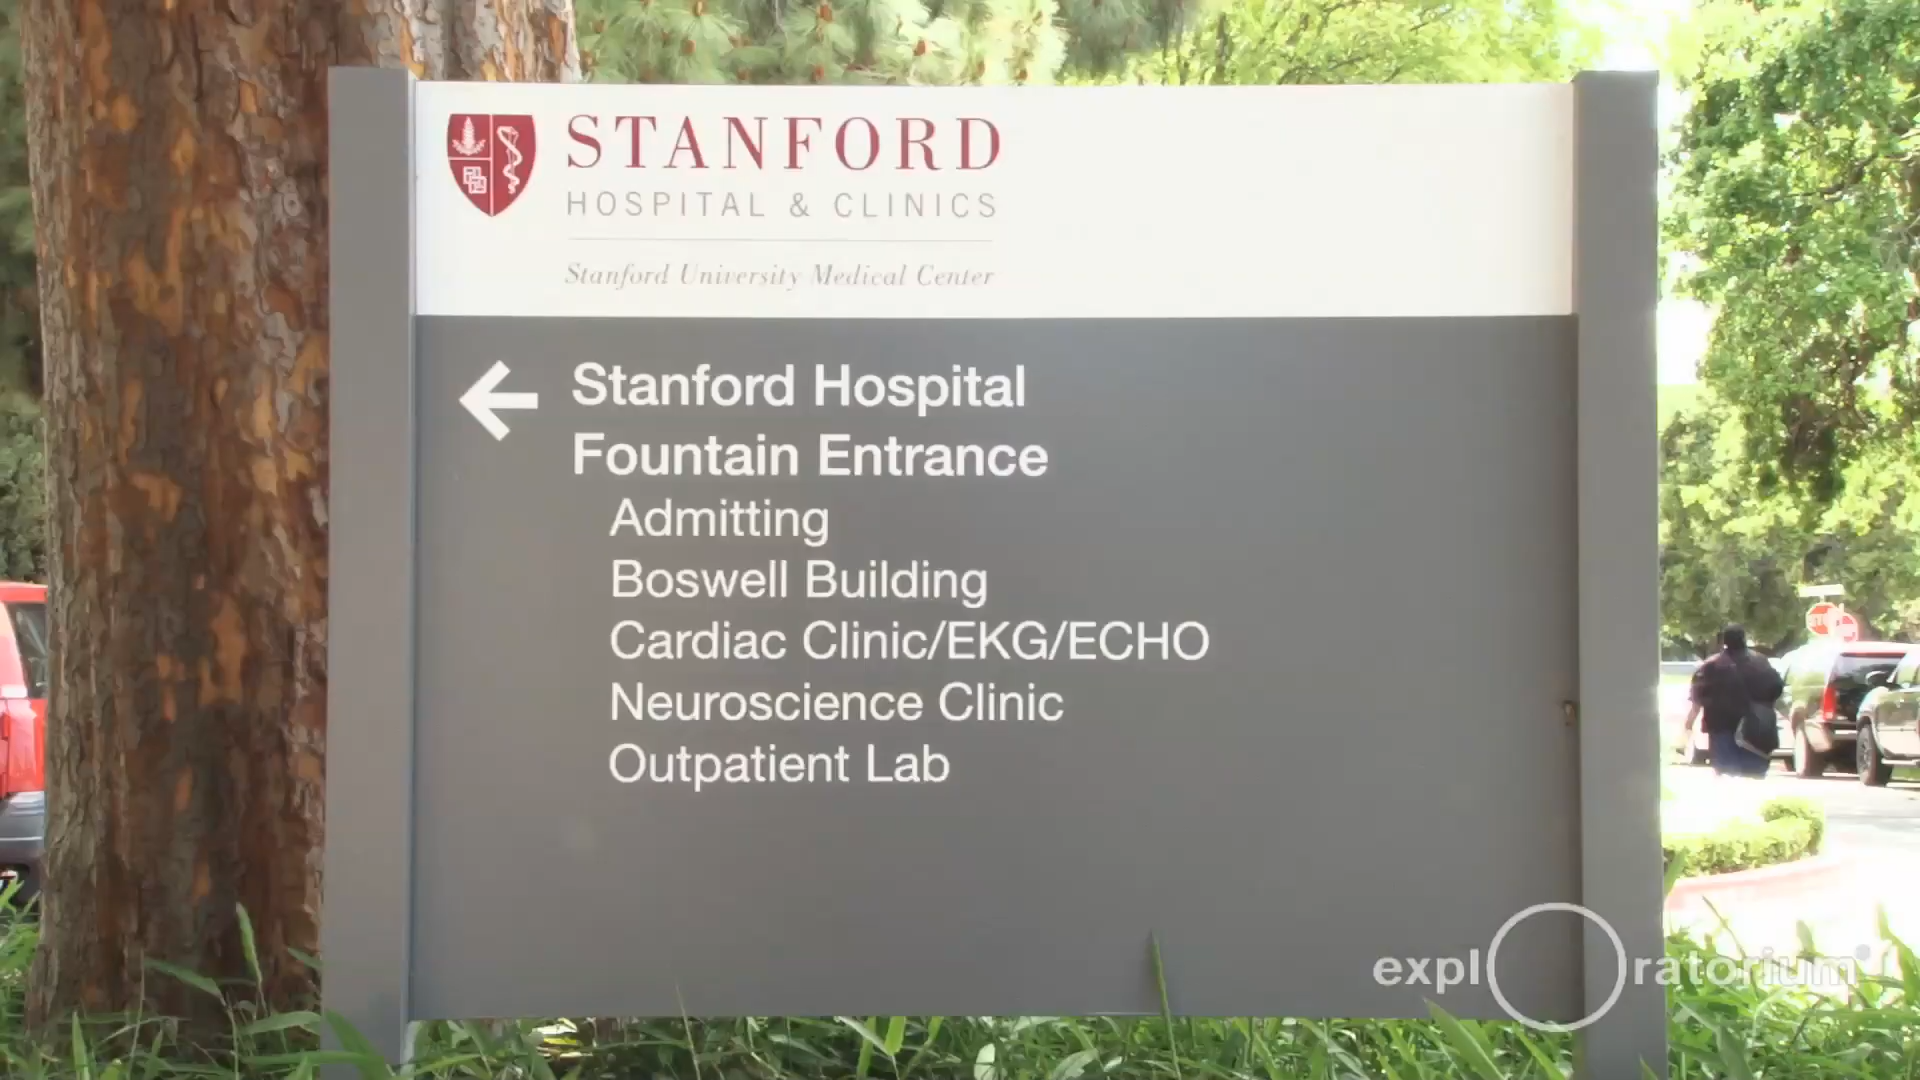 STANFORD
HOSPITAL & CLINICS
Stanford University Medical Center
Stanford Hospital
Fountain Entrance
Admitting
Boswell Building
Cardiac Clinic/EKG/ECHO
Neuroscience Clinic
Outpatient Lab
exploratorium